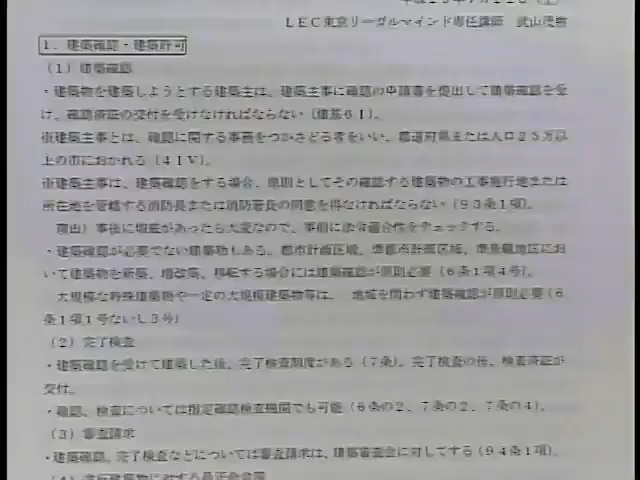 LEC東京リーガルマインド専任講師
1．建築確認・建築許可
（1）建築確認
・建築物を建築しようとする建築主は、建築主事に確認の申請書を提出して建築確認を受
け、確認済証の交付を受けなければならない（建基６Ｉ）。
※建築主事とは、確認に関する事務をつかさどる者をいい、都道府県または人口２５万以
上の市におかれる（４ＩＶ）。
※建築主事は、建築確認をする場合、原則としてその確認する建築物の工事施行地または
所在地を管轄する消防長または消防署長の同意を得なければならない（９３条１項）。
理由）事後に瑕疵があったら大変なので、事前に法令適合性をチェックする。
・建築確認が必要でない建築物もある。都市計画区域、準都市計画区域、準景観地区にお
いて建築物を新築、増改築、移転する場合には建築確認が原則必要（６条１項４号）。
大規模な特殊建築物や一定の大規模建築物等は、 地域を問わず建築確認が原則必要（６
条１項１号ないし３号）
（2）完了検査
・建築確認を受けて建築した後、完了検査制度がある（７条）。完了検査の後、検査済証が
交付。
・確認、検査については指定確認検査機関でも可能（６条の２、７条の２、７条の４）。
（3）審査請求
・建築確認、完了検査などについては審査請求は、建築審査会に対してする（９４条１項）。